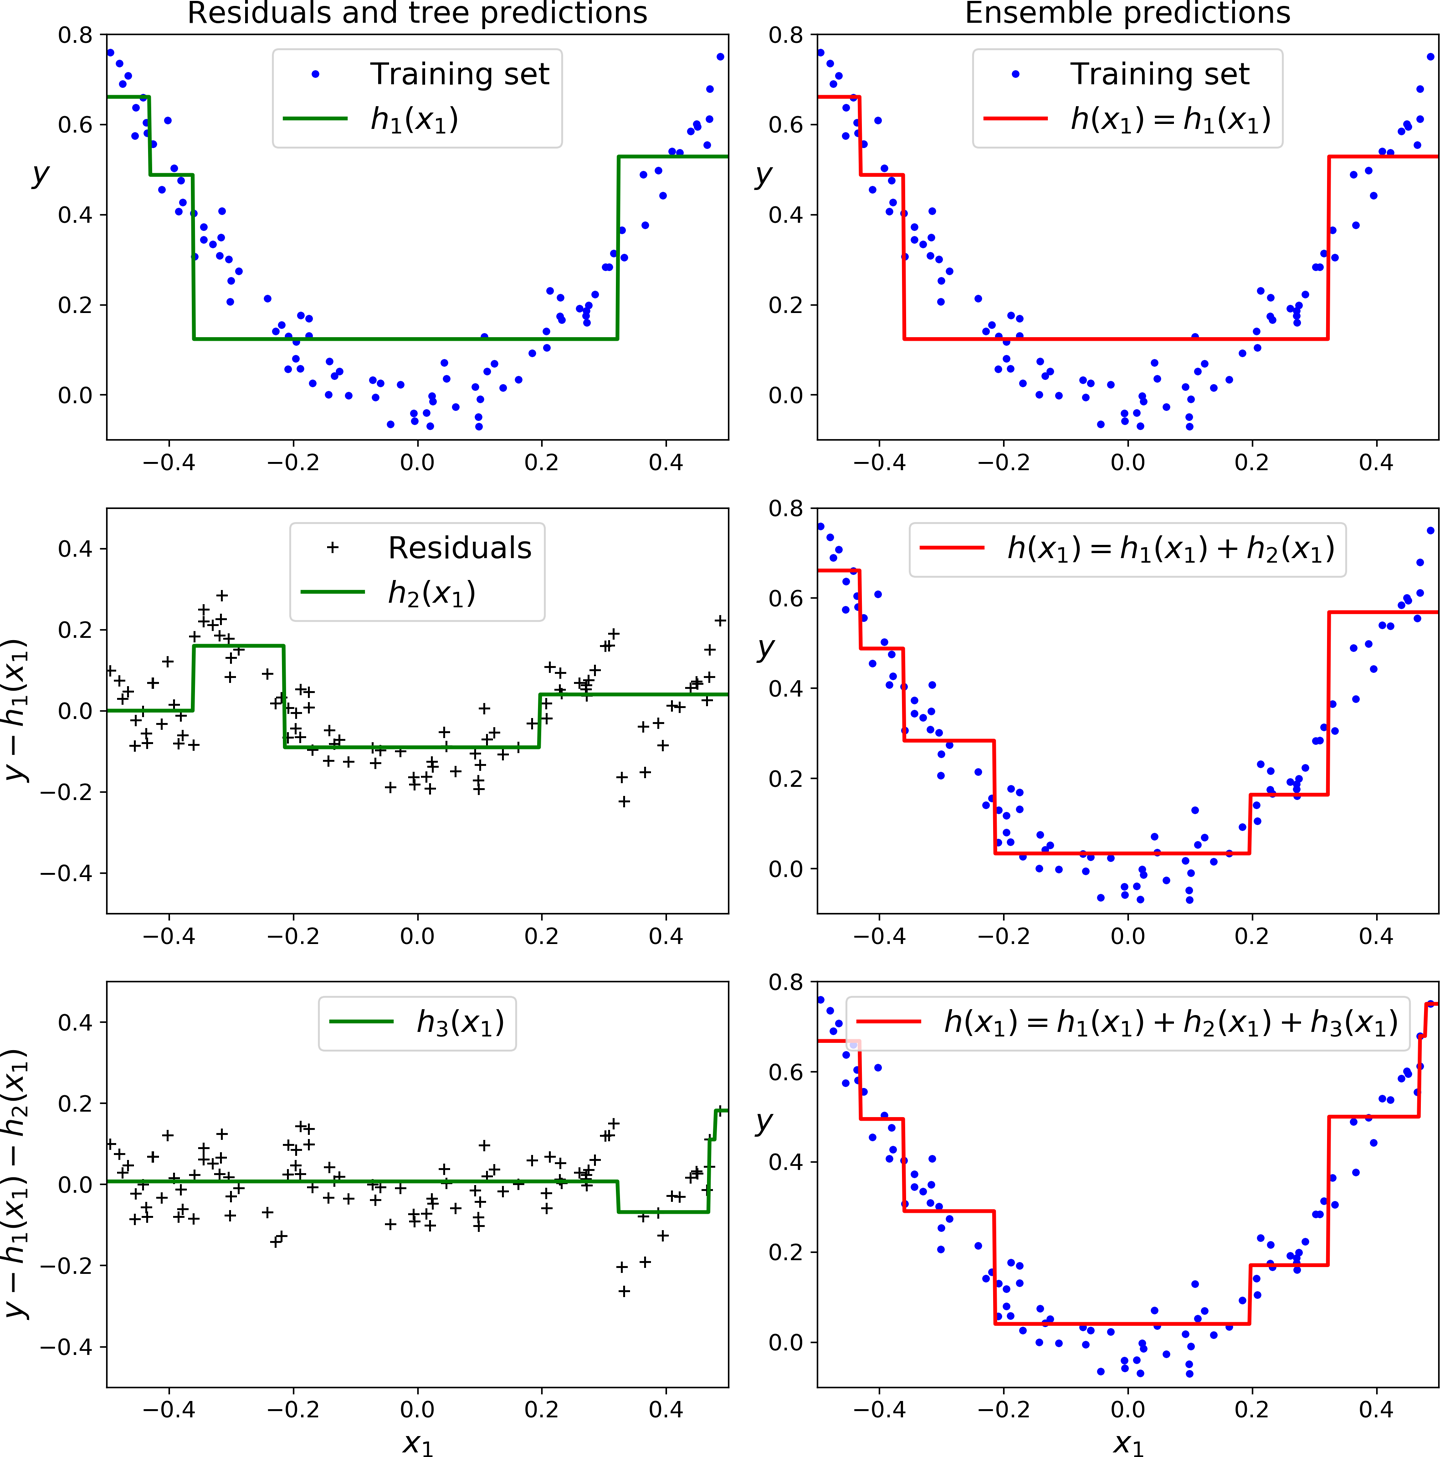 Residuals and tree predictions
0.8
0.6
0.4
0.2
0.0
y
Training set
h₁(x₁)
−0.4 −0.2 0.0 0.2 0.4
Ensemble predictions
0.8
0.6
0.4
0.2
0.0
y
Training set
h(x₁) = h₁(x₁)
−0.4 −0.2 0.0 0.2 0.4
0.4
0.2
0.0
−0.2
−0.4
y − h₁(x₁)
Residuals
h₂(x₁)
−0.4 −0.2 0.0 0.2 0.4
0.8
0.6
0.4
0.2
0.0
y
h(x₁) = h₁(x₁) + h₂(x₁)
−0.4 −0.2 0.0 0.2 0.4
0.4
0.2
0.0
−0.2
−0.4
y − h₁(x₁) − h₂(x₁)
h₃(x₁)
−0.4 −0.2 0.0 0.2 0.4
x₁
0.8
0.6
0.4
0.2
0.0
y
h(x₁) = h₁(x₁) + h₂(x₁) + h₃(x₁)
−0.4 −0.2 0.0 0.2 0.4
x₁